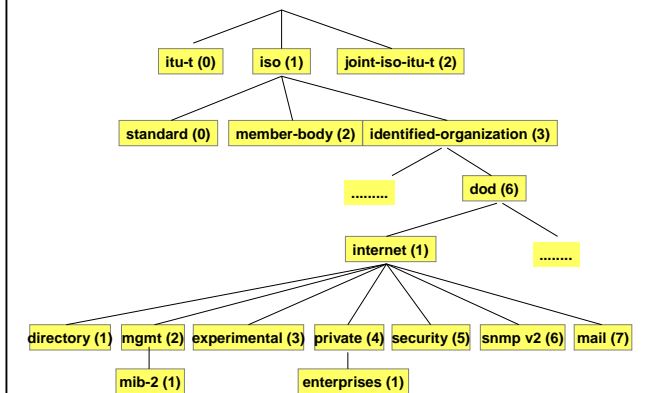 itu-t (0) iso (1) joint-iso-itu-t (2)
standard (0) member-body (2) identified-organization (3)
......... dod (6)
internet (1) ........
directory (1) mgmt (2) experimental (3) private (4) security (5) snmp v2 (6) mail (7)
mib-2 (1) enterprises (1)